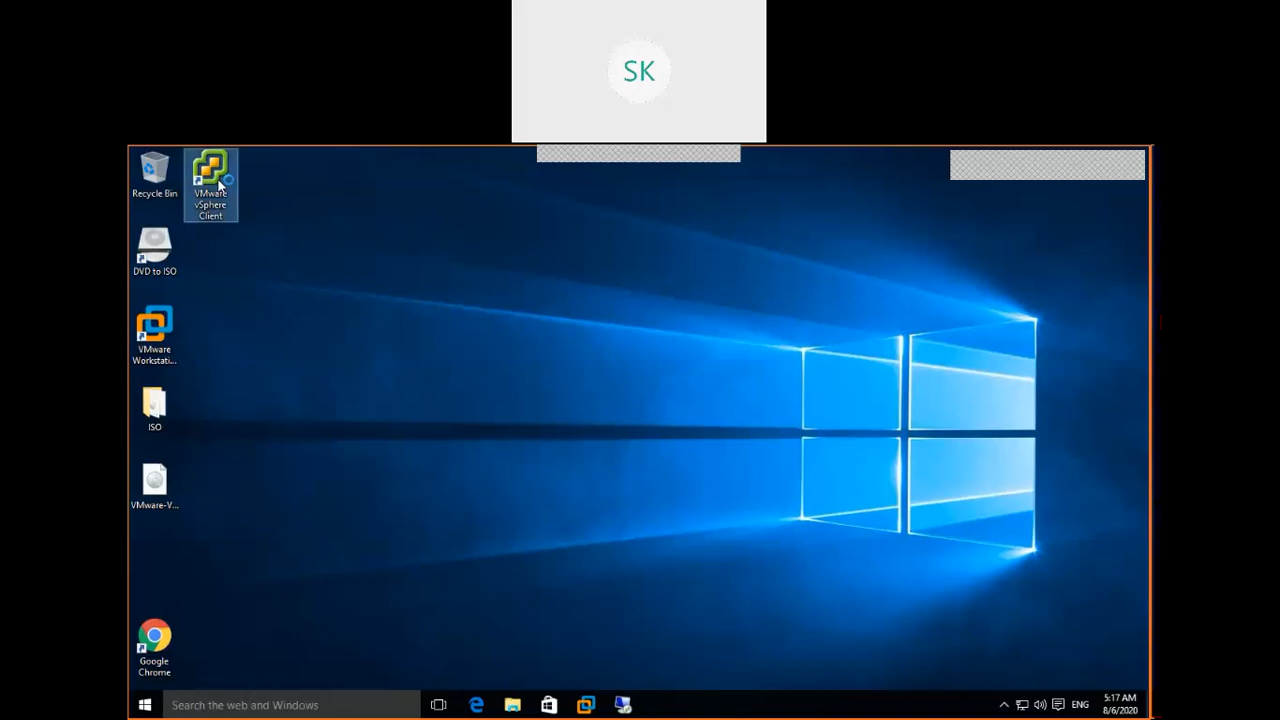 SK
Recycle Bin
VMware
vSphere
Client
DVD to ISO
VMware
Workstati...
ISO
VMware-V...
Google
Chrome
Search the web and Windows
ENG
5:17 AM
8/6/2020